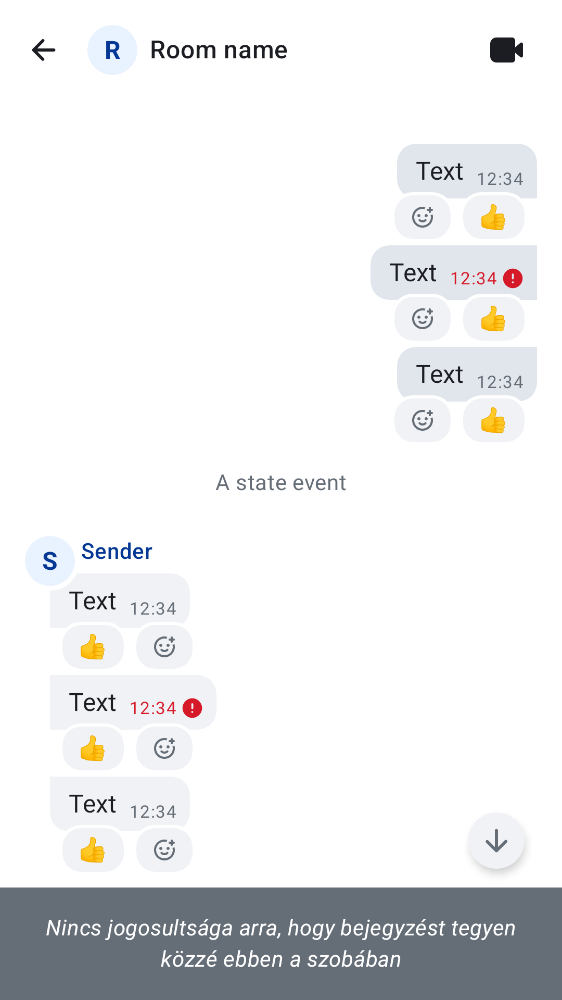 R Room name
Text 12:34
Text 12:34
Text 12:34
A state event
S Sender
Text 12:34
Text 12:34
Text 12:34
Nincs jogosultsága arra, hogy bejegyzést tegyen
közzé ebben a szobában